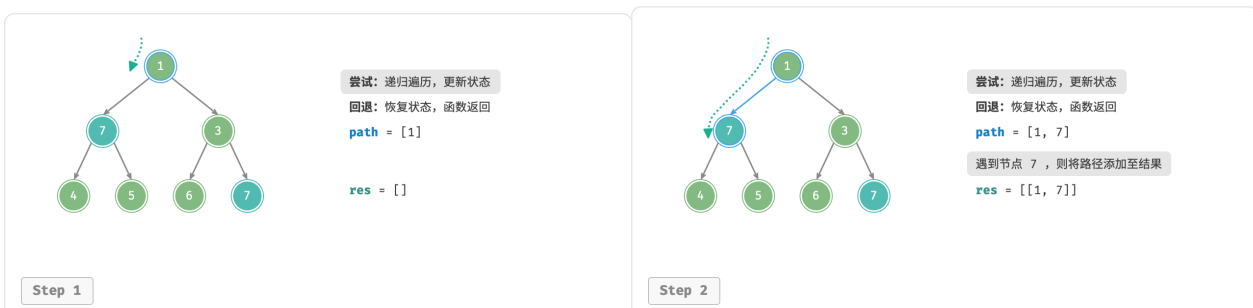 1
7
3
4
5
6
7
尝试：递归遍历，更新状态
回退：恢复状态，函数返回
path = [1]
res = []
Step 1
1
7
3
4
5
6
7
尝试：递归遍历，更新状态
回退：恢复状态，函数返回
path = [1, 7]
遇到节点 7 ，则将路径添加至结果
res = [[1, 7]]
Step 2